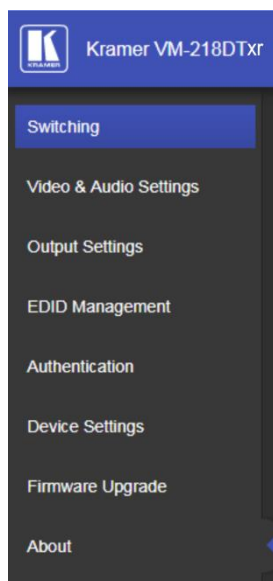 KRAMER
Kramer VM-218DTxr
Switching
Video & Audio Settings
Output Settings
EDID Management
Authentication
Device Settings
Firmware Upgrade
About